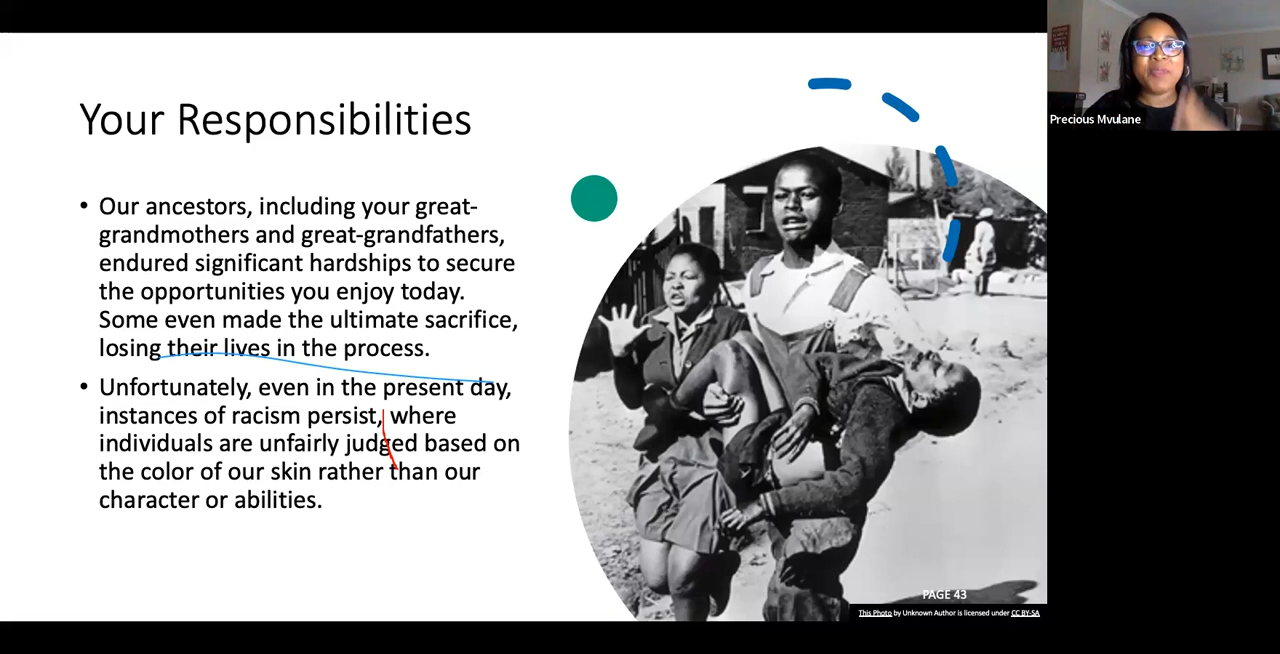 Your Responsibilities
• Our ancestors, including your great-
grandmothers and great-grandfathers,
endured significant hardships to secure
the opportunities you enjoy today.
Some even made the ultimate sacrifice,
losing their lives in the process.
• Unfortunately, even in the present day,
instances of racism persist, where
individuals are unfairly judged based on
the color of our skin rather than our
character or abilities.
PAGE 43
This Photo by Unknown Author is licensed under CC BY-SA
Precious Mvulane